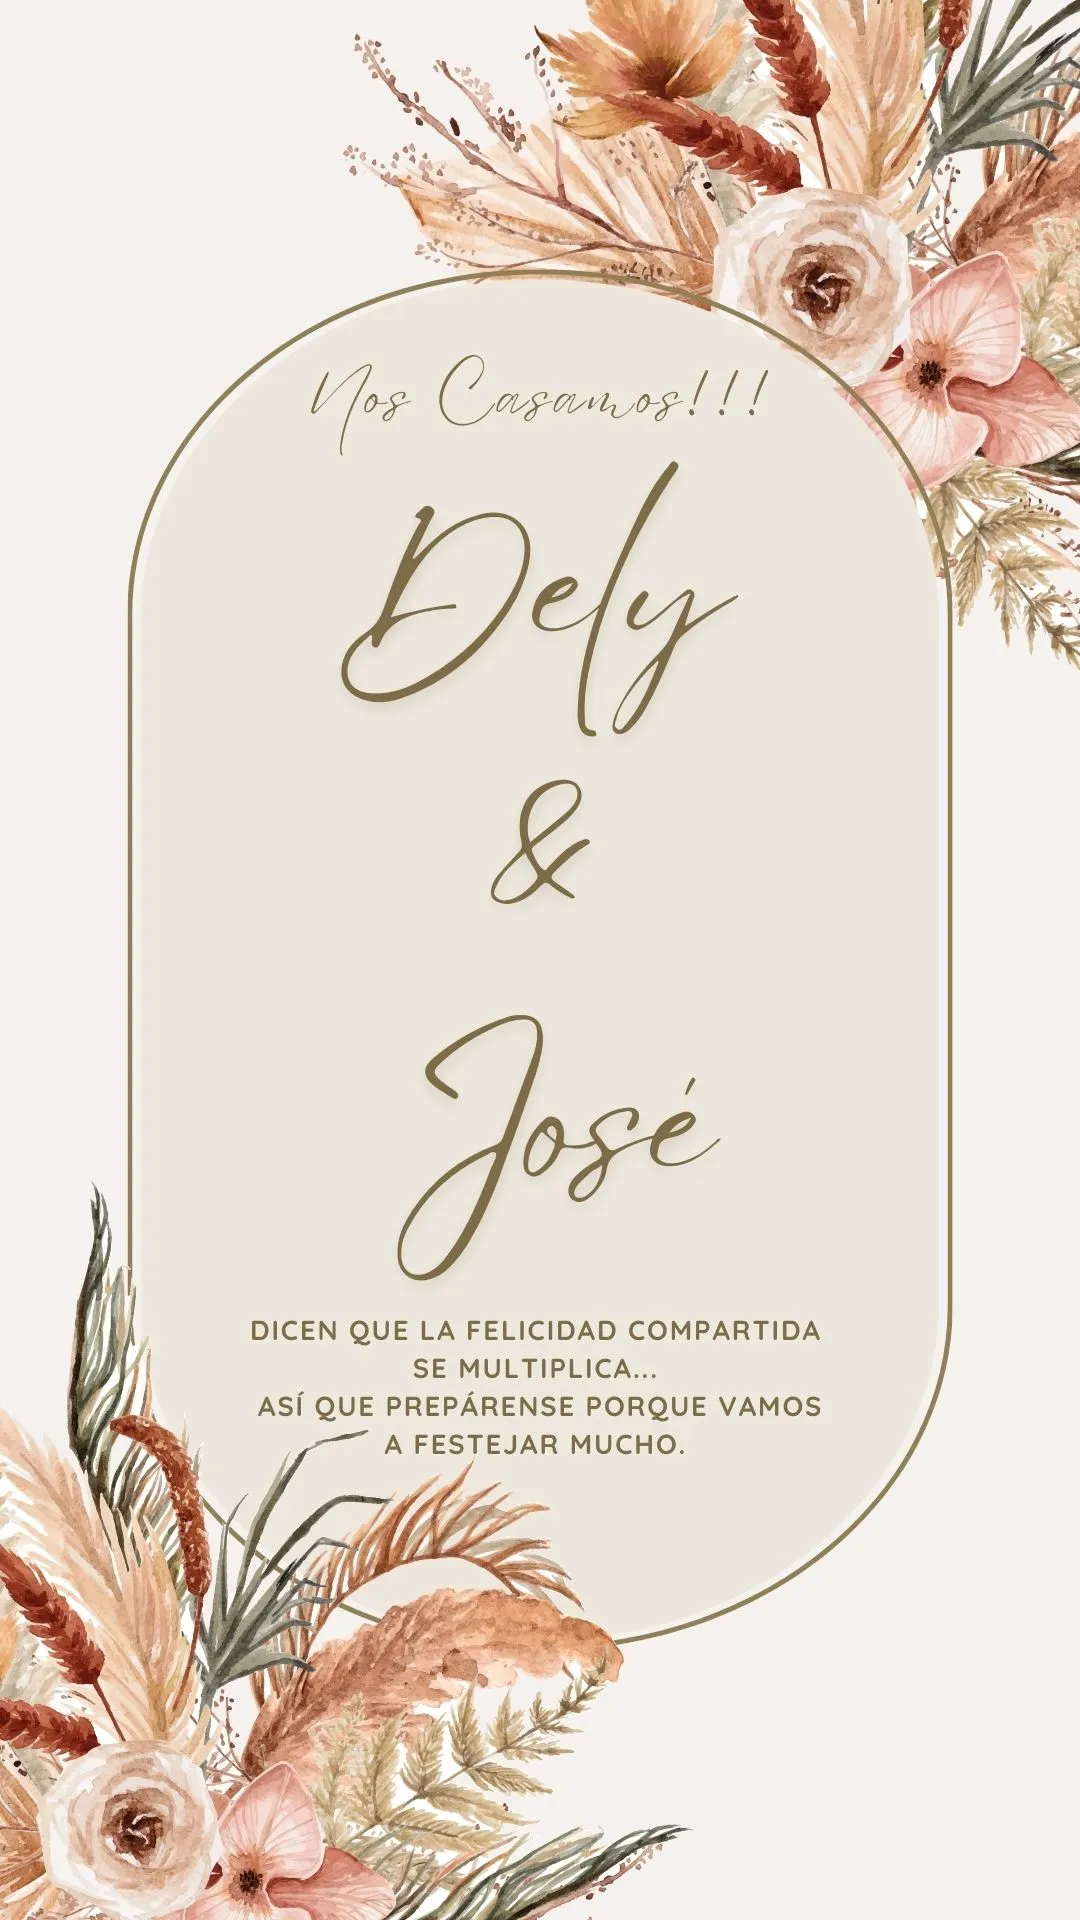 Nos Casamos!!!
Dely
&
José
DICEN QUE LA FELICIDAD COMPARTIDA
SE MULTIPLICA...
ASÍ QUE PREPÁRENSE PORQUE VAMOS
A FESTEJAR MUCHO.